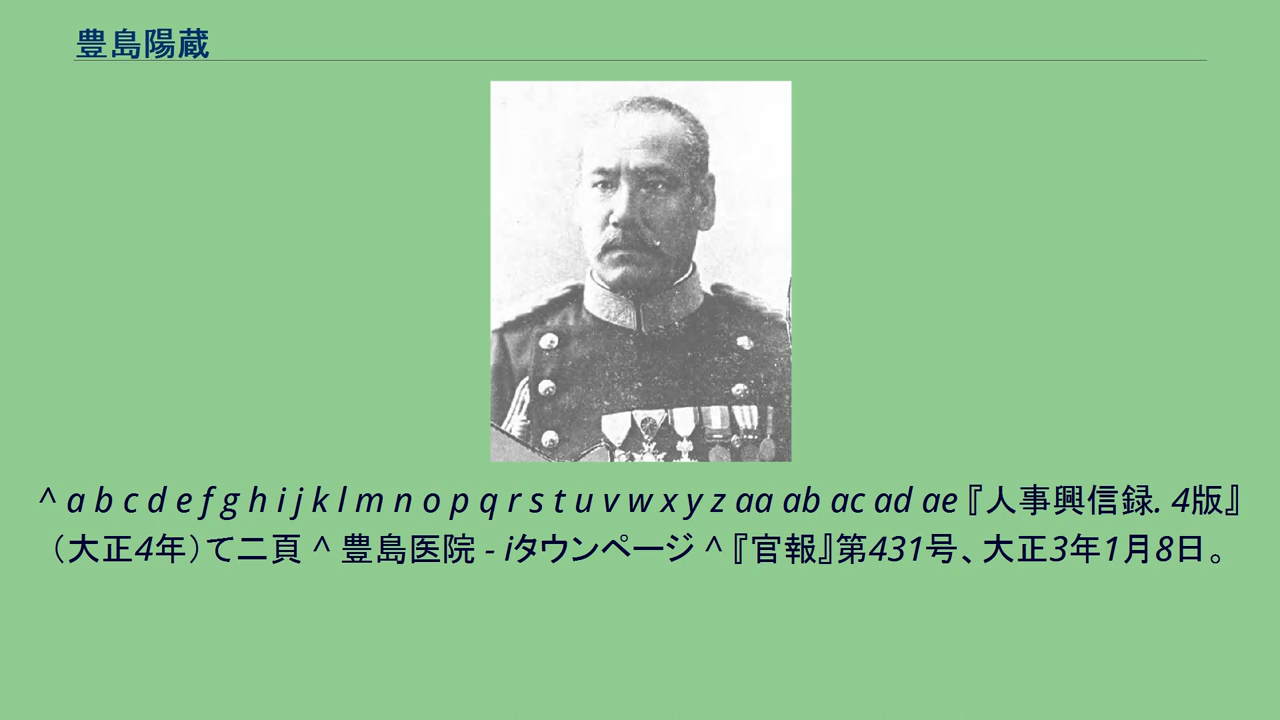 豊島陽蔵
^ a b c d e f g h i j k l m n o p q r s t u v w x y z aa ab ac ad ae『人事興信録. 4版』
（大正4年）て二頁 ^ 豊島医院 - iタウンページ ^『官報』第431号、大正3年1月8日。